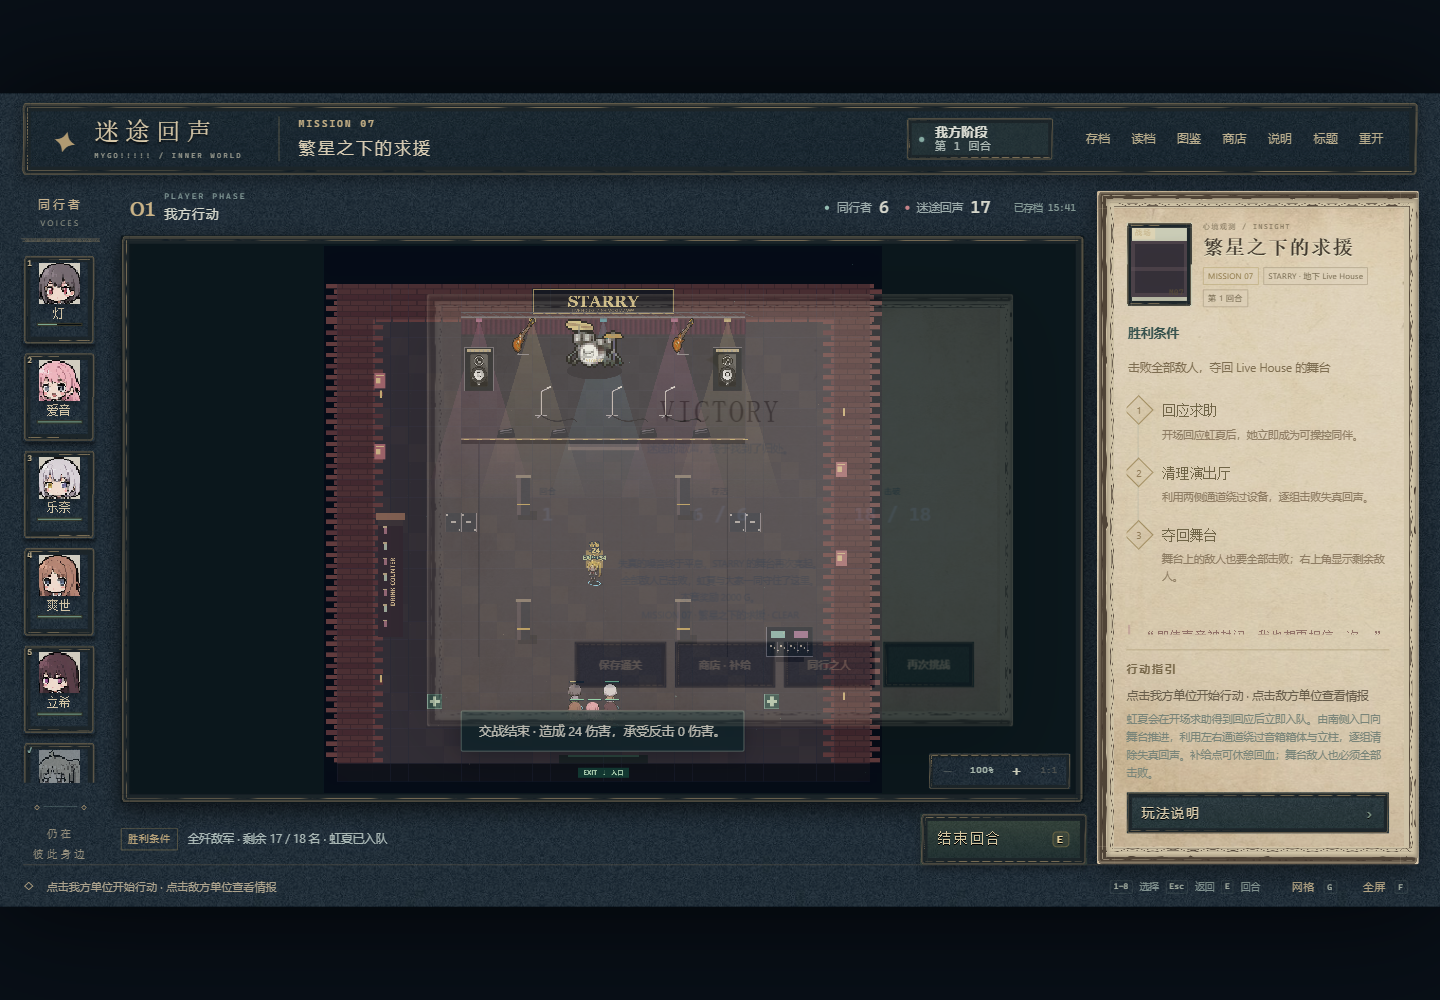 迷途回声
MYGO!!!!! / INNER WORLD
MISSION 07
繁星之下的求援
我方阶段
第 1 回合
存档 读档 图鉴 商店 说明 标题 重开
同行者
VOICES
1
灯
2
爱音
3
乐奈
4
爽世
5
立希
仍在
彼此身边
01
PLAYER PHASE
我方行动
同行者 6
迷途回声 17
已存档 15:41
STARRY
VICTORY
DRINK COUNTER
24
保存通关
商店 · 补给
同行之人
再次挑战
交战结束 · 造成 24 伤害，承受反击 0 伤害。
EXIT ↓ 入口
— 100% + 1:1
胜利条件
全歼敌军 · 剩余 17 / 18 名 · 虹夏已入队
结束回合 E
心境观测 / INSIGHT
繁星之下的求援
MISSION 07
STARRY · 地下 Live House
第 1 回合
胜利条件
击败全部敌人，夺回 Live House 的舞台
1
回应求助
开场回应虹夏后，她立即成为可操控同伴。
2
清理演出厅
利用两侧通道绕过设备，逐组击败失真回声。
3
夺回舞台
舞台上的敌人也要全部击败；右上角显示剩余敌
人。
行动指引
点击我方单位开始行动 · 点击敌方单位查看情报
虹夏会在开场求助得到回应后立即入队。由南侧入口向
舞台推进，利用左右通道绕过音箱箱体与立柱，逐组清
除失真回声。补给点可休憩回血；舞台敌人也必须全部
击败。
玩法说明 ›
点击我方单位开始行动 · 点击敌方单位查看情报
1-8 选择 Esc 返回 E 回合 网格 G 全屏 F